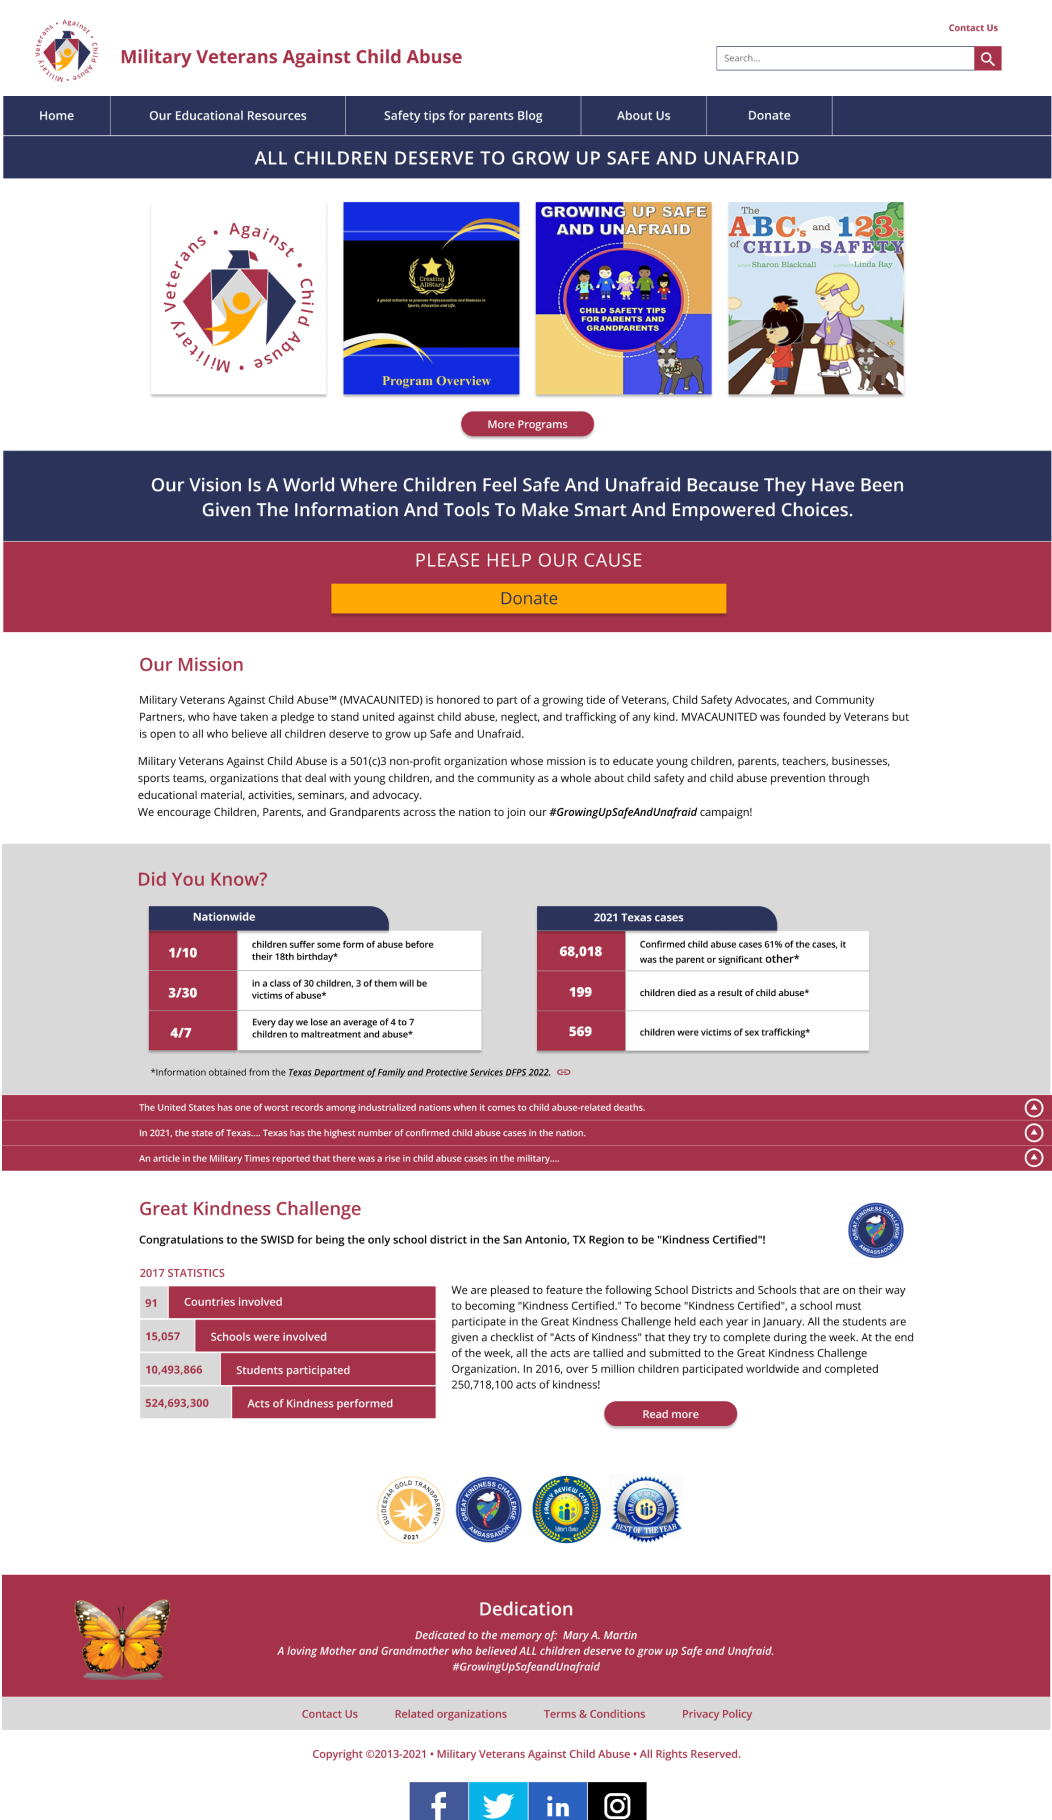 Military • Veterans • Against • Child Abuse
Military Veterans Against Child Abuse
Contact Us
Search...
Home
Our Educational Resources
Safety tips for parents Blog
About Us
Donate
ALL CHILDREN DESERVE TO GROW UP SAFE AND UNAFRAID
Military • Veterans • Against • Child Abuse
Creating
AllStars
A global initiative to promote Professionalism and Kindness in
Sports, Education and Life.
Program Overview
GROWING UP SAFE
AND UNAFRAID
CHILD SAFETY TIPS
FOR PARENTS AND
GRANDPARENTS
The
ABC's and 123's
of CHILD SAFETY
Sharon Blacknall
Linda Ray
More Programs
Our Vision Is A World Where Children Feel Safe And Unafraid Because They Have Been
Given The Information And Tools To Make Smart And Empowered Choices.
PLEASE HELP OUR CAUSE
Donate
Our Mission
Military Veterans Against Child Abuse™ (MVACAUNITED) is honored to part of a growing tide of Veterans, Child Safety Advocates, and Community
Partners, who have taken a pledge to stand united against child abuse, neglect, and trafficking of any kind. MVACAUNITED was founded by Veterans but
is open to all who believe all children deserve to grow up Safe and Unafraid.
Military Veterans Against Child Abuse is a 501(c)3 non-profit organization whose mission is to educate young children, parents, teachers, businesses,
sports teams, organizations that deal with young children, and the community as a whole about child safety and child abuse prevention through
educational material, activities, seminars, and advocacy.
We encourage Children, Parents, and Grandparents across the nation to join our #GrowingUpSafeAndUnafraid campaign!
Did You Know?
Nationwide
1/10
children suffer some form of abuse before
their 18th birthday*
3/30
in a class of 30 children, 3 of them will be
victims of abuse*
4/7
Every day we lose an average of 4 to 7
children to maltreatment and abuse*
2021 Texas cases
68,018
Confirmed child abuse cases 61% of the cases, it
was the parent or significant other*
199
children died as a result of child abuse*
569
children were victims of sex trafficking*
*Information obtained from the Texas Department of Family and Protective Services DFPS 2022.
The United States has one of worst records among industrialized nations when it comes to child abuse-related deaths.
In 2021, the state of Texas.... Texas has the highest number of confirmed child abuse cases in the nation.
An article in the Military Times reported that there was a rise in child abuse cases in the military....
Great Kindness Challenge
GREAT KINDNESS CHALLENGE
AMBASSADOR
Congratulations to the SWISD for being the only school district in the San Antonio, TX Region to be "Kindness Certified"!
2017 STATISTICS
91 Countries involved
15,057 Schools were involved
10,493,866 Students participated
524,693,300 Acts of Kindness performed
We are pleased to feature the following School Districts and Schools that are on their way
to becoming "Kindness Certified." To become "Kindness Certified", a school must
participate in the Great Kindness Challenge held each year in January. All the students are
given a checklist of "Acts of Kindness" that they try to complete during the week. At the end
of the week, all the acts are tallied and submitted to the Great Kindness Challenge
Organization. In 2016, over 5 million children participated worldwide and completed
250,718,100 acts of kindness!
Read more
GUIDESTAR GOLD TRANSPARENCY
2021
GREAT KINDNESS CHALLENGE
AMBASSADOR
FAMILY REVIEW CENTER
Editor's Choice
BEST OF THE YEAR
Dedication
Dedicated to the memory of: Mary A. Martin
A loving Mother and Grandmother who believed ALL children deserve to grow up Safe and Unafraid.
#GrowingUpSafeandUnafraid
Contact Us
Related organizations
Terms & Conditions
Privacy Policy
Copyright ©2013-2021 • Military Veterans Against Child Abuse • All Rights Reserved.